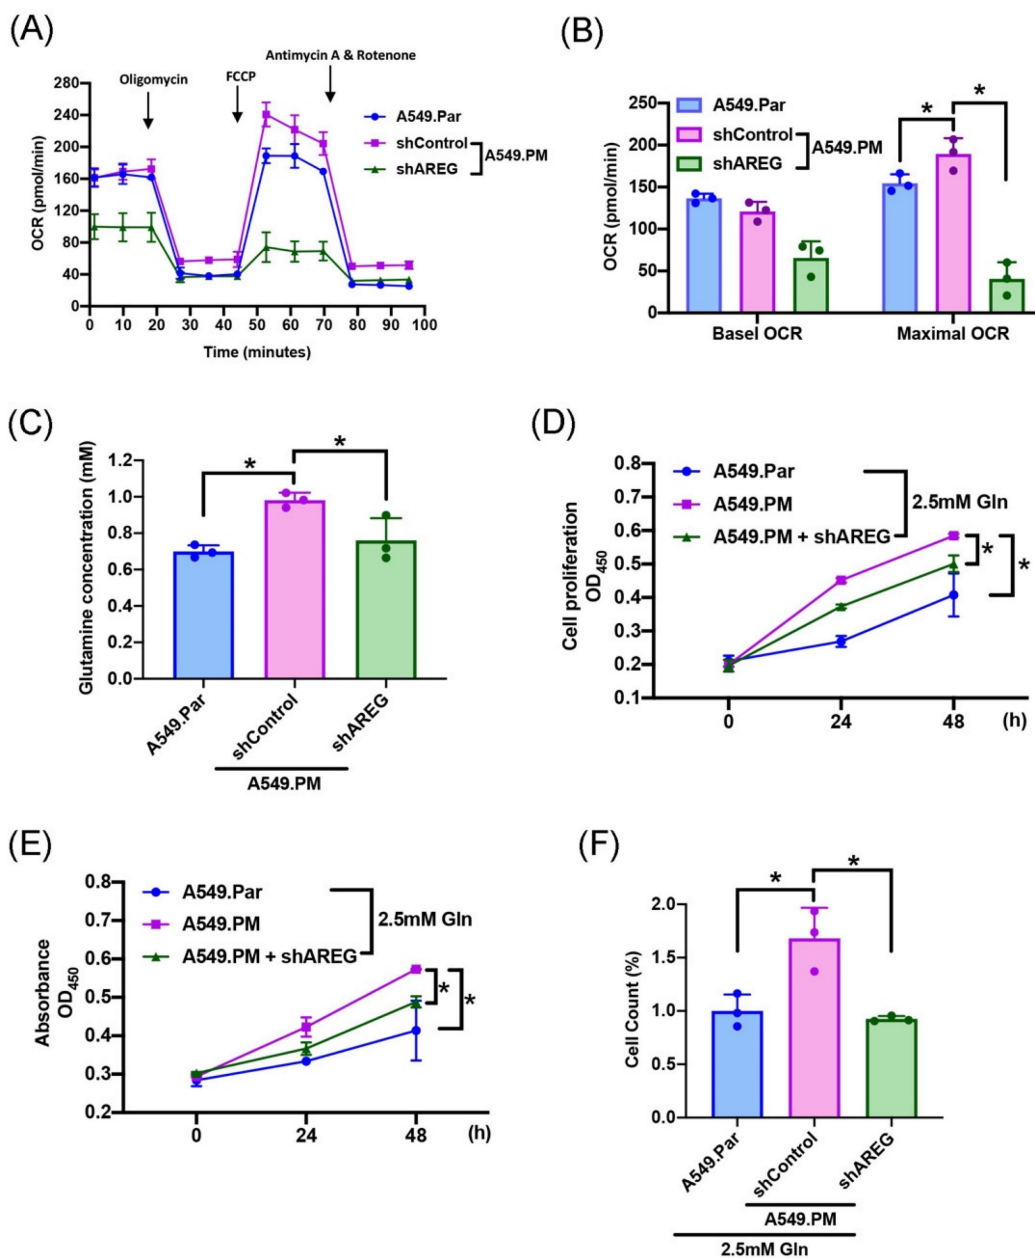 (A)
Antimycin A & Rotenone
Oligomycin
FCCP
280
240
200
160
120
80
40
0
OCR (pmol/min)
A549.Par
shControl
shAREG
A549.PM
0 10 20 30 40 50 60 70 80 90 100
Time (minutes)
(B)
A549.Par
shControl
shAREG
A549.PM
* *
250
200
150
100
50
0
OCR (pmol/min)
Basel OCR Maximal OCR
(C)
Glutamine concentration (mM)
1.2
1.0
0.8
0.6
0.4
0.2
0.0
* *
A549.Par shControl shAREG
A549.PM
(D)
Cell proliferation
OD450
0.8
0.7
0.6
0.5
0.4
0.3
0.2
0.1
A549.Par
A549.PM
A549.PM + shAREG
2.5mM Gln
* *
0 24 48 (h)
(E)
Absorbance
OD450
0.8
0.7
0.6
0.5
0.4
0.3
0.2
A549.Par
A549.PM
A549.PM + shAREG
2.5mM Gln
* *
0 24 48 (h)
(F)
Cell Count (%)
2.0
1.5
1.0
0.5
0.0
* *
A549.Par shControl shAREG
A549.PM
2.5mM Gln